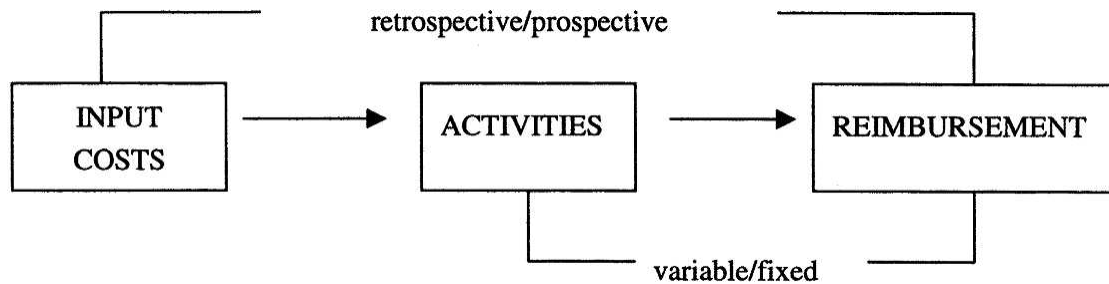 retrospective/prospective
INPUT
COSTS
ACTIVITIES
REIMBURSEMENT
variable/fixed